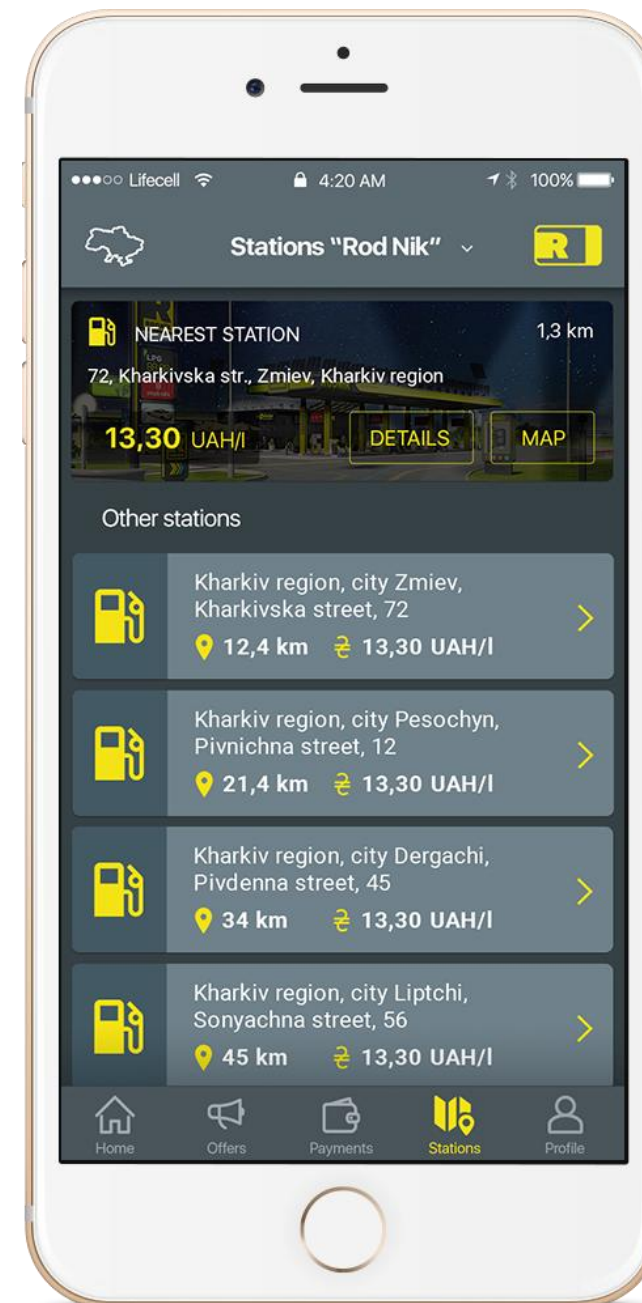 Lifecell 4:20 AM 100%
Stations "Rod Nik" R
NEAREST STATION 1,3 km
72, Kharkivska str., Zmiev, Kharkiv region
13,30 UAH/l DETAILS MAP
Other stations
Kharkiv region, city Zmiev,
Kharkivska street, 72
12,4 km ₴ 13,30 UAH/l
Kharkiv region, city Pesochyn,
Pivnichna street, 12
21,4 km ₴ 13,30 UAH/l
Kharkiv region, city Dergachi,
Pivdenna street, 45
34 km ₴ 13,30 UAH/l
Kharkiv region, city Liptchi,
Sonyachna street, 56
45 km ₴ 13,30 UAH/l
Home Offers Payments Stations Profile